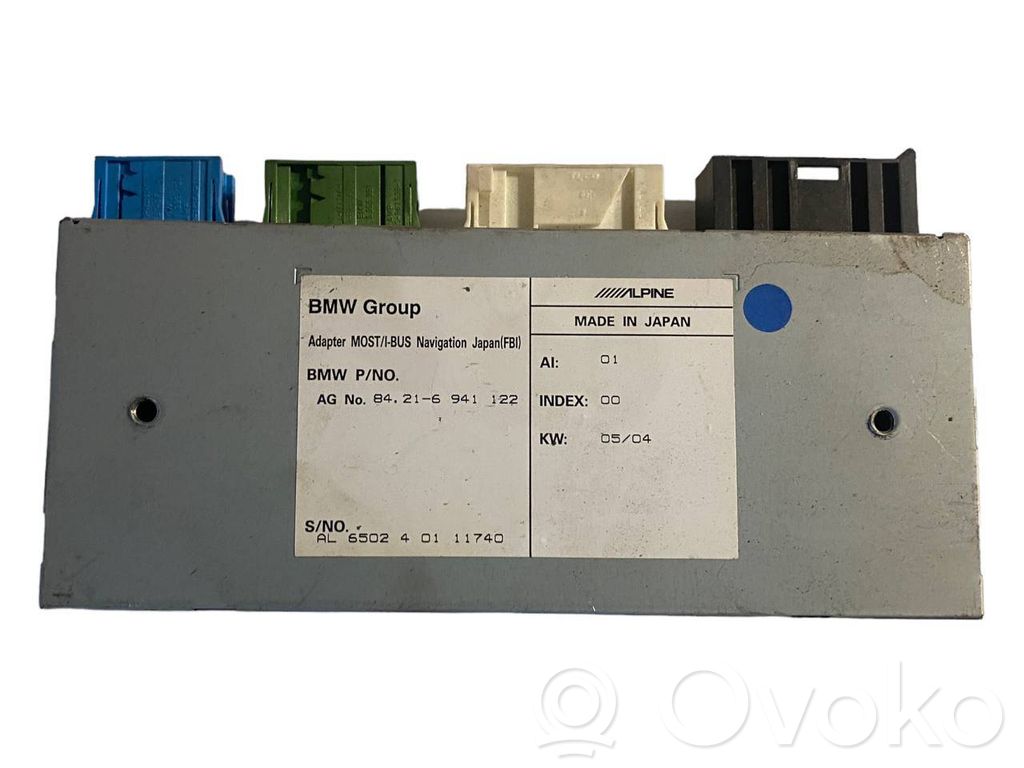 BMW Group
Adapter MOST/I-BUS Navigation Japan(FBI)
BMW P/NO.
AG No. 84.21-6 941 122
S/NO.
AL 6502 4 01 11740
ALPINE
MADE IN JAPAN
AI: 01
INDEX: 00
KW: 05/04
Ovoko